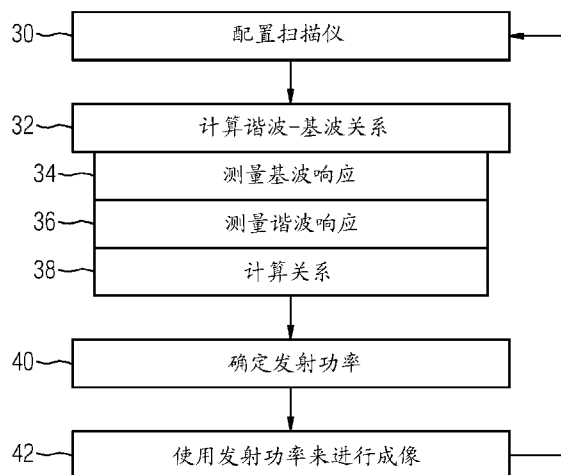 30 配置扫描仪
32 计算谐波-基波关系
34 测量基波响应
36 测量谐波响应
38 计算关系
40 确定发射功率
42 使用发射功率来进行成像